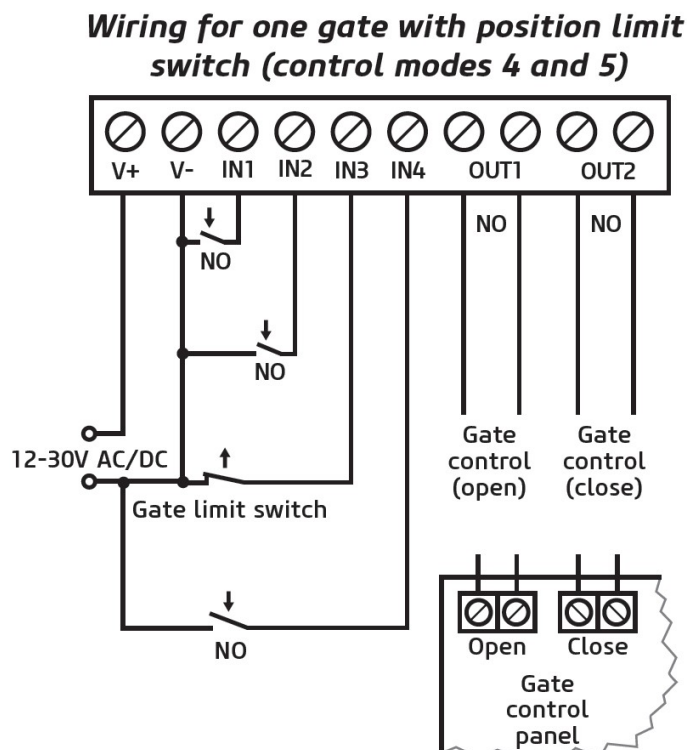 Wiring for one gate with position limit
switch (control modes 4 and 5)
V+ V- IN1 IN2 IN3 IN4 OUT1 OUT2
NO NO
NO
NO
12-30V AC/DC
Gate limit switch
NO
Gate
control
(open)
Gate
control
(close)
Open Close
Gate
control
panel